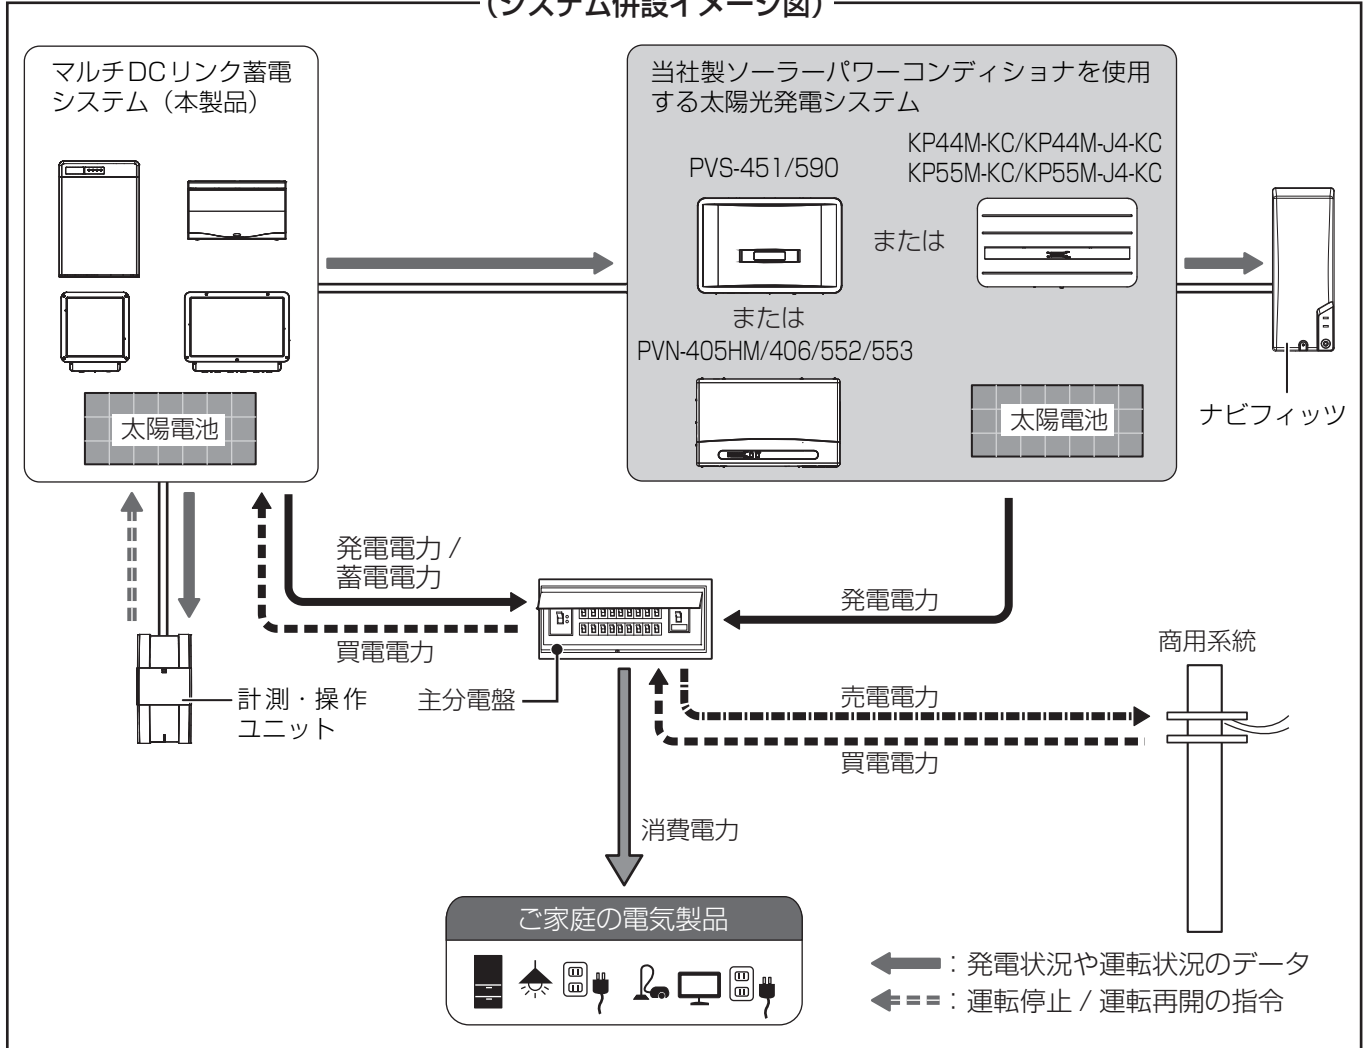 (システム併設イメージ図)
マルチDCリンク蓄電
システム（本製品）
当社製ソーラーパワーコンディショナを使用
する太陽光発電システム
KP44M-KC/KP44M-J4-KC
KP55M-KC/KP55M-J4-KC
PVS-451/590
または
または
PVN-405HM/406/552/553
太陽電池
太陽電池
ナビフィッツ
発電電力 /
蓄電電力
発電電力
買電電力
商用系統
計測・操作
ユニット
主分電盤
売電電力
買電電力
消費電力
ご家庭の電気製品
：発電状況や運転状況のデータ
：運転停止 / 運転再開の指令